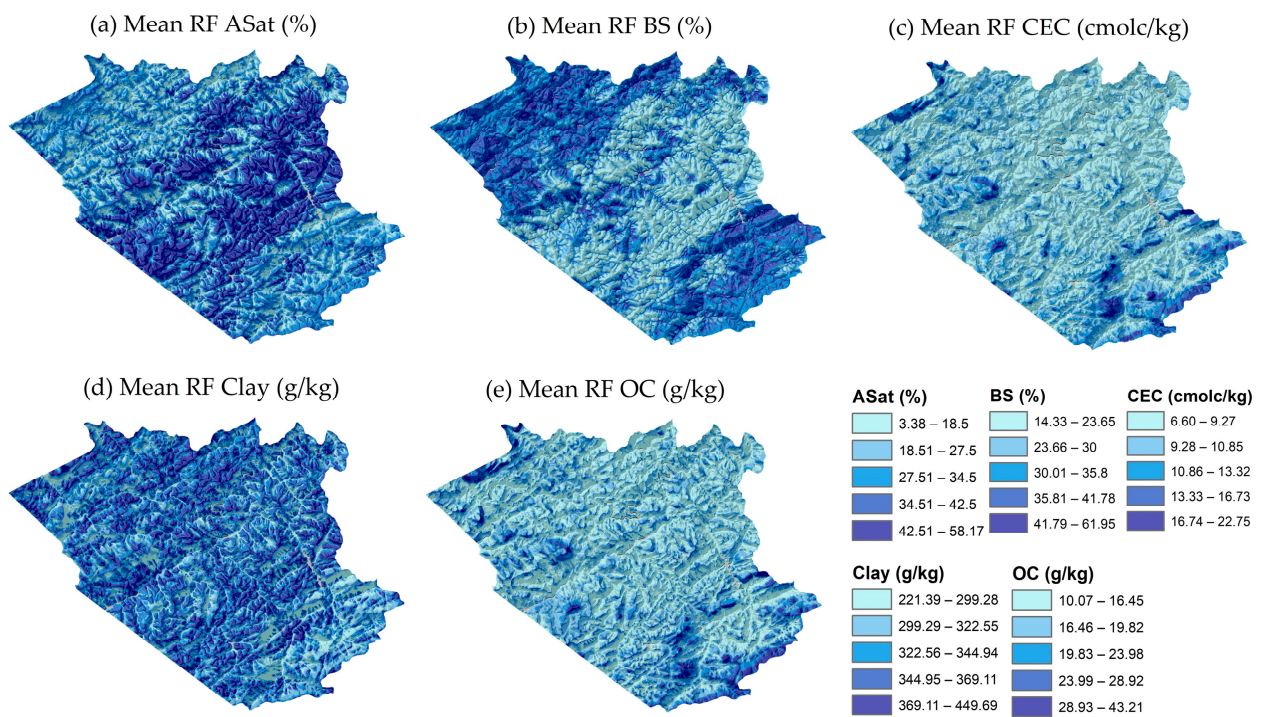 (a) Mean RF ASat (%)
(b) Mean RF BS (%)
(c) Mean RF CEC (cmolc/kg)
(d) Mean RF Clay (g/kg)
(e) Mean RF OC (g/kg)
ASat (%)
3.38 – 18.5
18.51 – 27.5
27.51 – 34.5
34.51 – 42.5
42.51 – 58.17
BS (%)
14.33 – 23.65
23.66 – 30
30.01 – 35.8
35.81 – 41.78
41.79 – 61.95
CEC (cmolc/kg)
6.60 – 9.27
9.28 – 10.85
10.86 – 13.32
13.33 – 16.73
16.74 – 22.75
Clay (g/kg)
221.39 – 299.28
299.29 – 322.55
322.56 – 344.94
344.95 – 369.11
369.11 – 449.69
OC (g/kg)
10.07 – 16.45
16.46 – 19.82
19.83 – 23.98
23.99 – 28.92
28.93 – 43.21